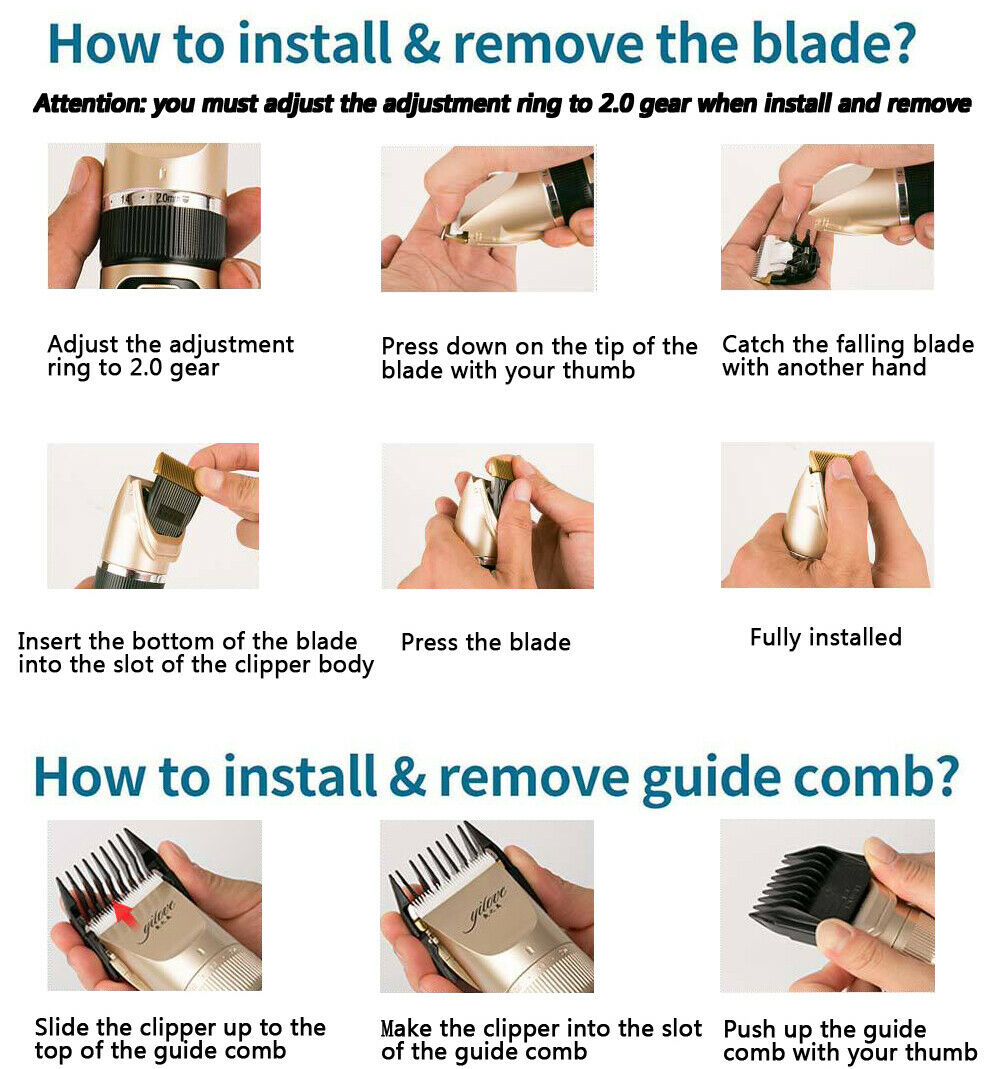 How to install & remove the blade?
Attention: you must adjust the adjustment ring to 2.0 gear when install and remove
1.4 • 2.0mm
Adjust the adjustment
ring to 2.0 gear
Press down on the tip of the
blade with your thumb
Catch the falling blade
with another hand
Insert the bottom of the blade
into the slot of the clipper body
Press the blade
Fully installed
How to install & remove guide comb?
gilove
gilove
Slide the clipper up to the
top of the guide comb
Make the clipper into the slot
of the guide comb
Push up the guide
comb with your thumb